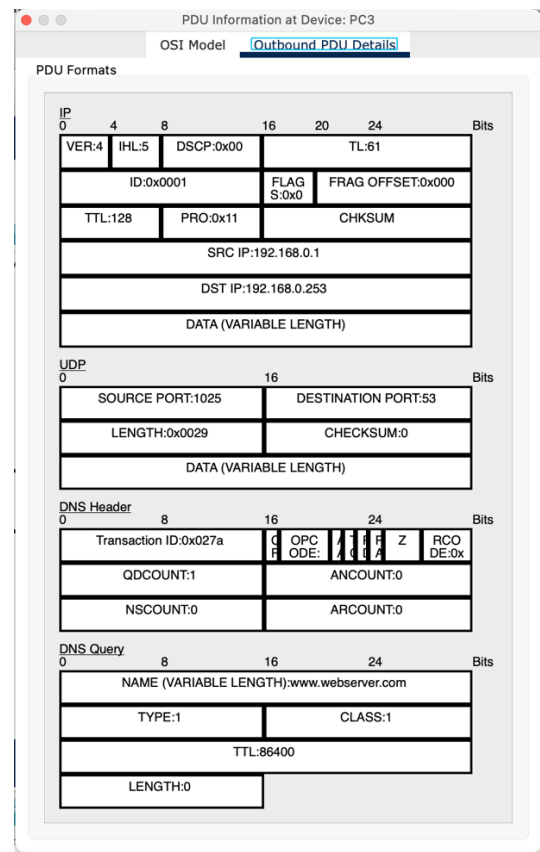 PDU Information at Device: PC3
OSI Model Outbound PDU Details
PDU Formats
IP
0 4 8 16 20 24 Bits
VER:4 IHL:5 DSCP:0x00 TL:61
ID:0x0001 FLAG S:0x0 FRAG OFFSET:0x000
TTL:128 PRO:0x11 CHKSUM
SRC IP:192.168.0.1
DST IP:192.168.0.253
DATA (VARIABLE LENGTH)
UDP
0 16 Bits
SOURCE PORT:1025 DESTINATION PORT:53
LENGTH:0x0029 CHECKSUM:0
DATA (VARIABLE LENGTH)
DNS Header
0 8 16 24 Bits
Transaction ID:0x027a OPC ODE: Z RCO DE:0x
QDCOUNT:1 ANCOUNT:0
NSCOUNT:0 ARCOUNT:0
DNS Query
0 8 16 24 Bits
NAME (VARIABLE LENGTH):www.webserver.com
TYPE:1 CLASS:1
TTL:86400
LENGTH:0